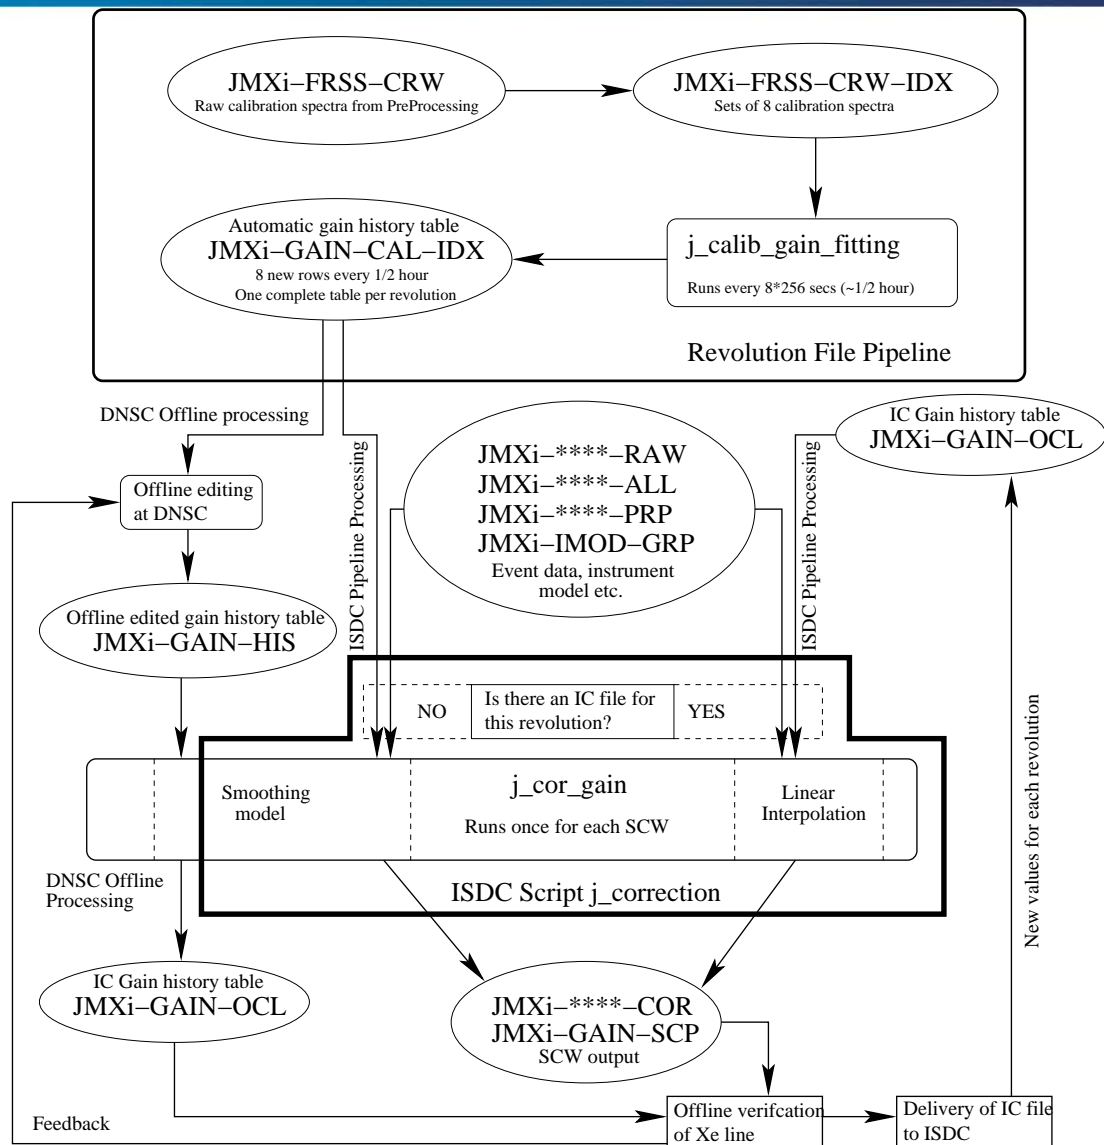 JMXi–FRSS–CRW
Raw calibration spectra from PreProcessing
JMXi–FRSS–CRW–IDX
Sets of 8 calibration spectra
Automatic gain history table
JMXi–GAIN–CAL–IDX
8 new rows every 1/2 hour
One complete table per revolution
j_calib_gain_fitting
Runs every 8*256 secs (~1/2 hour)
Revolution File Pipeline
DNSC Offline processing
ISDC Pipeline Processing
JMXi–****–RAW
JMXi–****–ALL
JMXi–****–PRP
JMXi–IMOD–GRP
Event data, instrument
model etc.
ISDC Pipeline Processing
IC Gain history table
JMXi–GAIN–OCL
Offline editing
at DNSC
Offline edited gain history table
JMXi–GAIN–HIS
NO
Is there an IC file for
this revolution?
YES
Smoothing
model
j_cor_gain
Runs once for each SCW
Linear
Interpolation
ISDC Script j_correction
DNSC Offline
Processing
New values for each revolution
IC Gain history table
JMXi–GAIN–OCL
JMXi–****–COR
JMXi–GAIN–SCP
SCW output
Feedback
Offline verifcation
of Xe line
Delivery of IC file
to ISDC